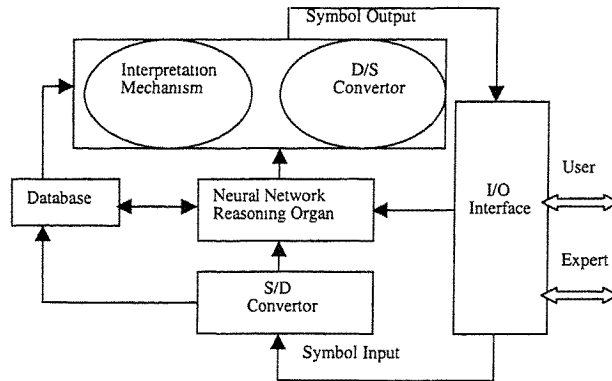 Symbol Output
Interpretation
Mechanism
D/S
Convertor
User
I/O
Interface
Database
Neural Network
Reasoning Organ
Expert
S/D
Convertor
Symbol Input